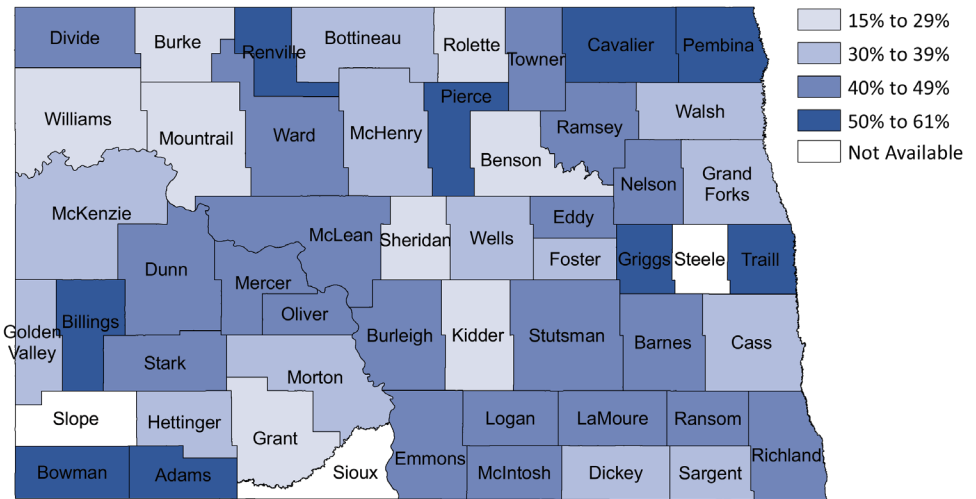 Divide
Burke
Renville
Bottineau
Rolette
Towner
Cavalier
Pembina
15% to 29%
30% to 39%
40% to 49%
50% to 61%
Not Available
Williams
Mountrail
Ward
McHenry
Pierce
Benson
Ramsey
Walsh
Nelson
Grand
Forks
McKenzie
Dunn
McLean
Mercer
Oliver
Sheridan
Wells
Eddy
Foster
Griggs
Steele
Traill
Golden
Valley
Billings
Stark
Morton
Burleigh
Kidder
Stutsman
Barnes
Cass
Slope
Hettinger
Grant
Sioux
Emmons
Logan
LaMoure
Ransom
Richland
Bowman
Adams
McIntosh
Dickey
Sargent